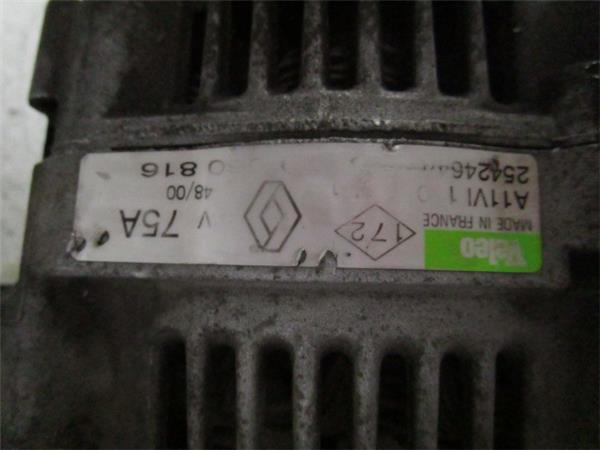 Valeo
172
V 75A
MADE IN FRANCE
48/00
A11VI 1
254246
816